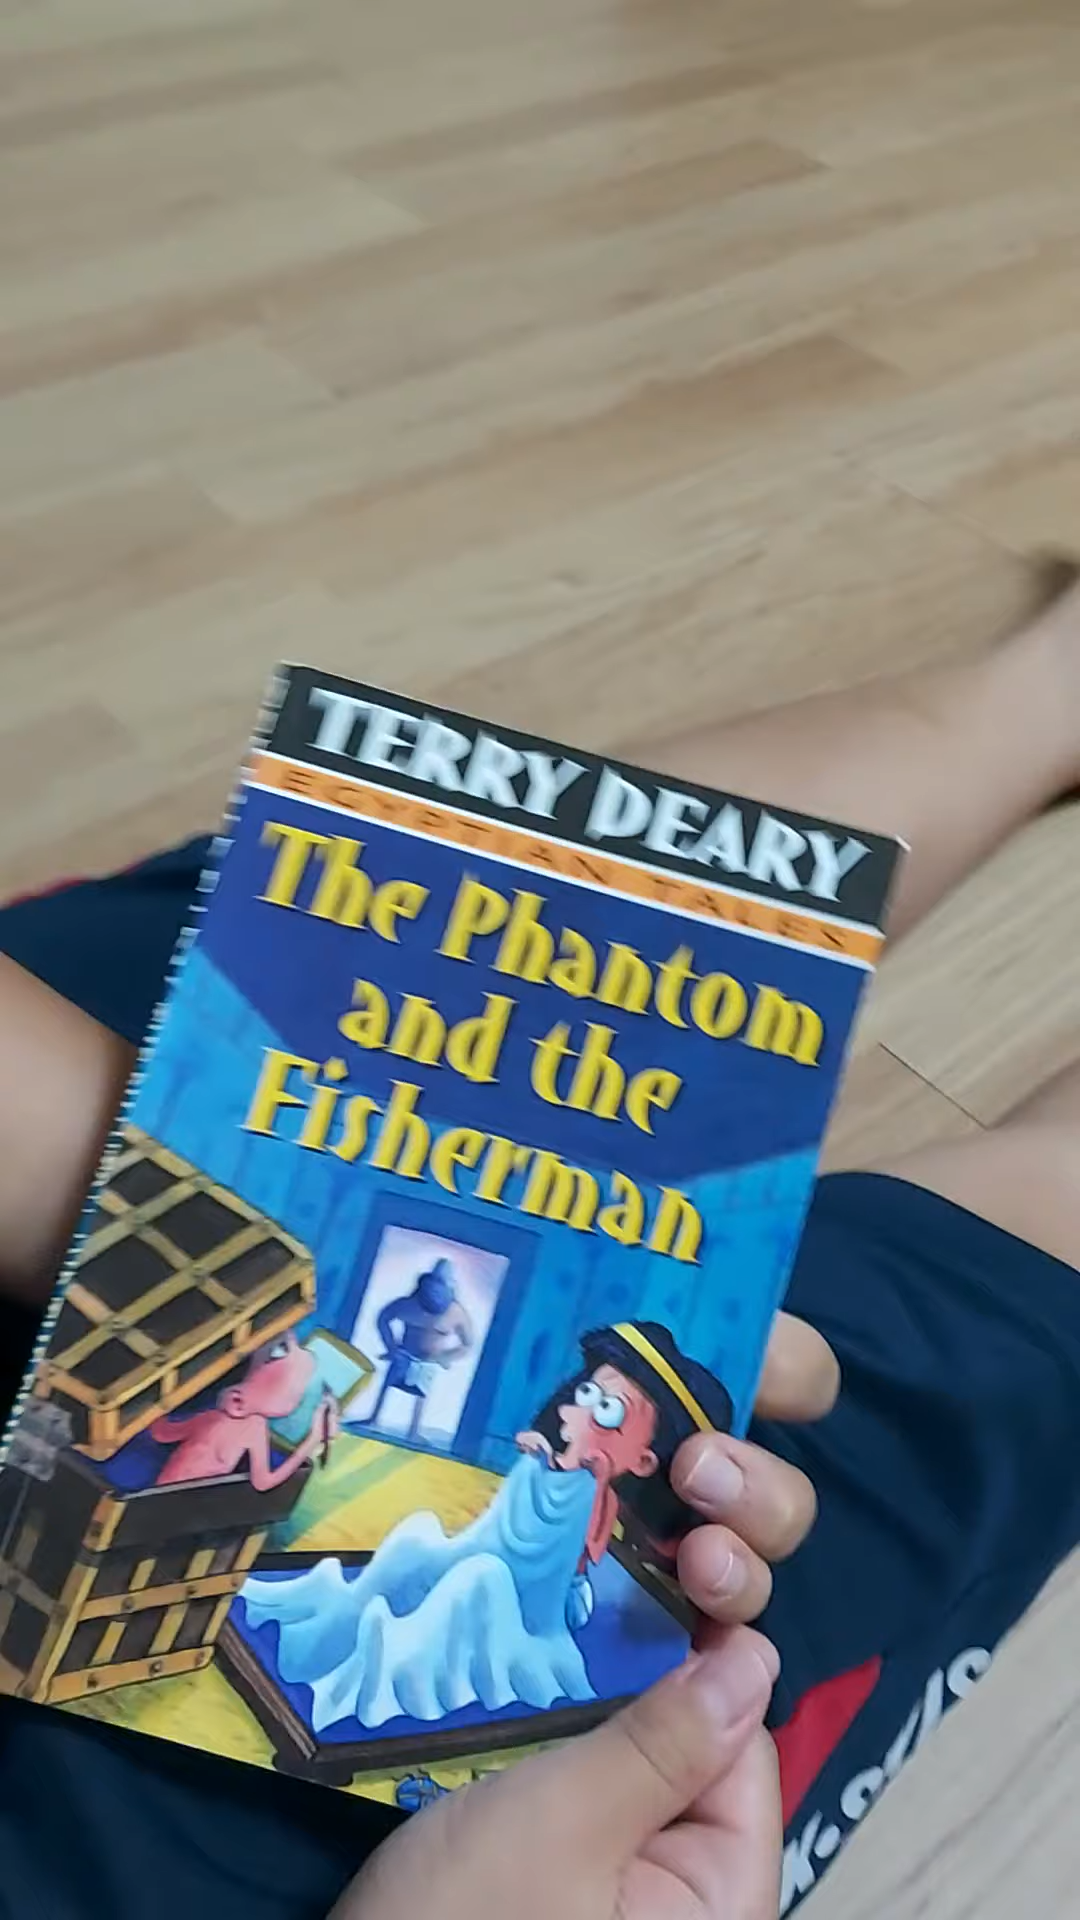 TERRY DEARY
EGYPTIAN TALES
The Phantom
and the
Fisherman